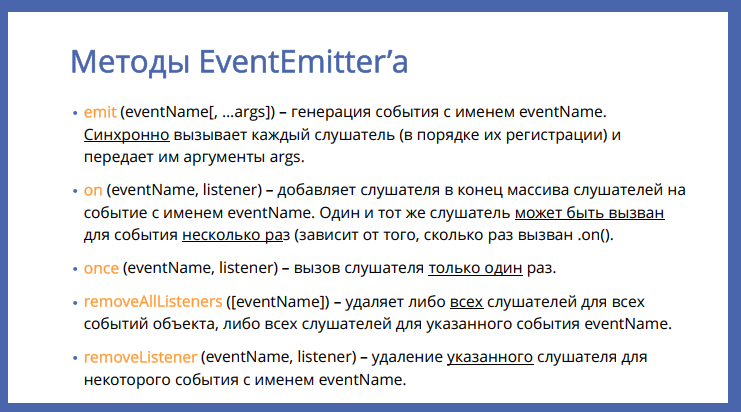 Методы EventEmitter’а
• emit (eventName[, …args]) – генерация события с именем eventName.
Синхронно вызывает каждый слушатель (в порядке их регистрации) и
передает им аргументы args.
• on (eventName, listener) – добавляет слушателя в конец массива слушателей на
событие с именем eventName. Один и тот же слушатель может быть вызван
для события несколько раз (зависит от того, сколько раз вызван .on().
• once (eventName, listener) – вызов слушателя только один раз.
• removeAllListeners ([eventName]) – удаляет либо всех слушателей для всех
событий объекта, либо всех слушателей для указанного события eventName.
• removeListener (eventName, listener) – удаление указанного слушателя для
некоторого события с именем eventName.